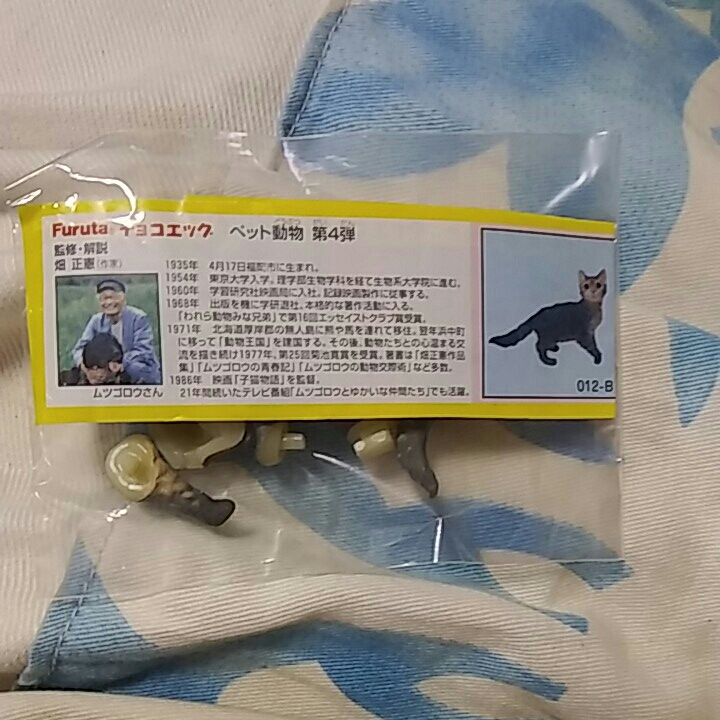 Furuta チョコエッグ ペット動物 第4弾
監修・解説
畑 正憲(作家)
1935年 4月17日福岡市に生まれ。
1954年 東京大学入学。理学部生物学科を経て生物系大学院に進む。
1960年 学習研究社映画局に入社。記録映画製作に従事する。
1968年 出版を機に学研退社。本格的な著作活動に入る。
「われら動物みな兄弟」で第16回エッセイストクラブ賞受賞。
1971年 北海道厚岸郡の無人島に熊や馬を連れて移住。翌年浜中町
に移って「動物王国」を建国する。その後、動物たちとの心温まる交
流を描き続け1977年、第25回菊池寛賞を受賞。著書は「畑正憲作品
集」「ムツゴロウの青春記」「ムツゴロウの動物交際術」など多数。
1986年 映画「子猫物語」を監督。
21年間続いたテレビ番組「ムツゴロウとゆかいな仲間たち」でも活躍。
ムツゴロウさん
012-B